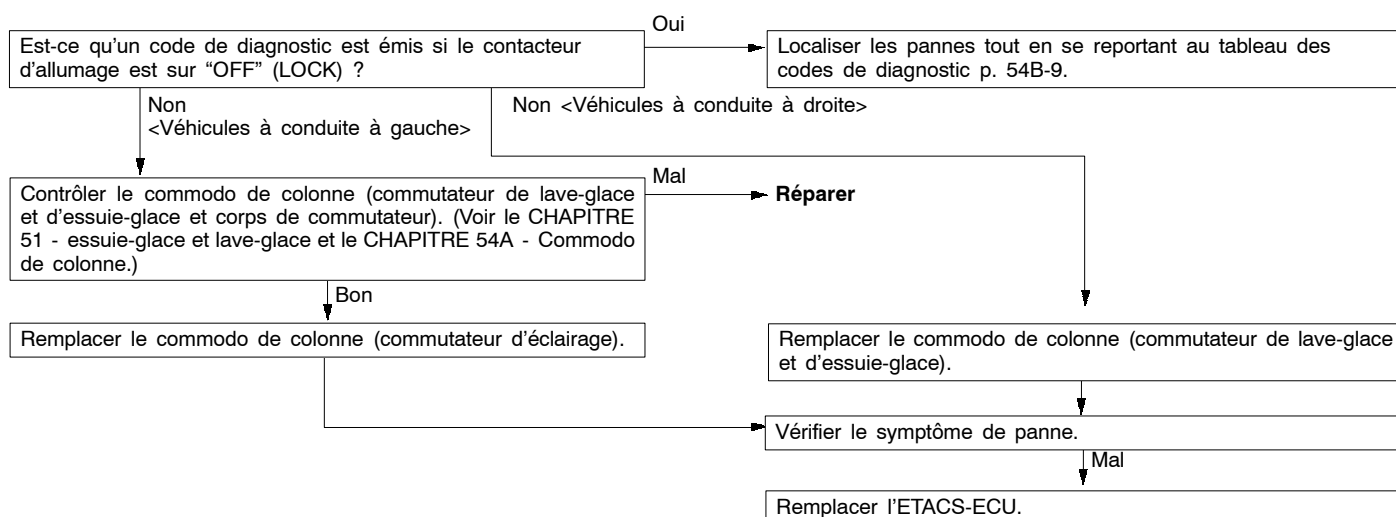 Oui
Est-ce qu'un code de diagnostic est émis si le contacteur
d'allumage est sur “OFF” (LOCK) ?
Localiser les pannes tout en se reportant au tableau des
codes de diagnostic p. 54B-9.
Non
<Véhicules à conduite à gauche>
Non <Véhicules à conduite à droite>
Contrôler le commodo de colonne (commutateur de lave-glace
et d'essuie-glace et corps de commutateur). (Voir le CHAPITRE
51 - essuie-glace et lave-glace et le CHAPITRE 54A - Commodo
de colonne.)
Mal
Réparer
Bon
Remplacer le commodo de colonne (commutateur d'éclairage).
Remplacer le commodo de colonne (commutateur de lave-glace
et d'essuie-glace).
Vérifier le symptôme de panne.
Mal
Remplacer l'ETACS-ECU.